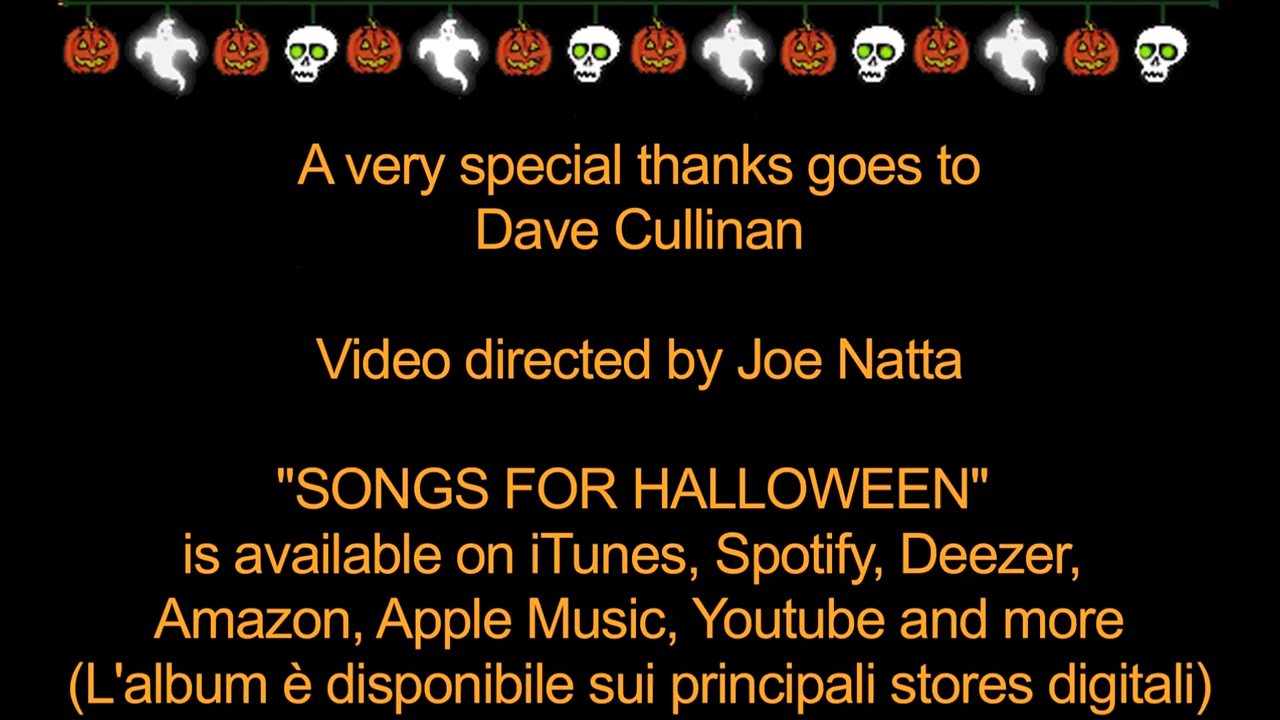 A very special thanks goes to
Dave Cullinan
Video directed by Joe Natta
"SONGS FOR HALLOWEEN"
is available on iTunes, Spotify, Deezer,
Amazon, Apple Music, Youtube and more
(L'album è disponibile sui principali stores digitali)